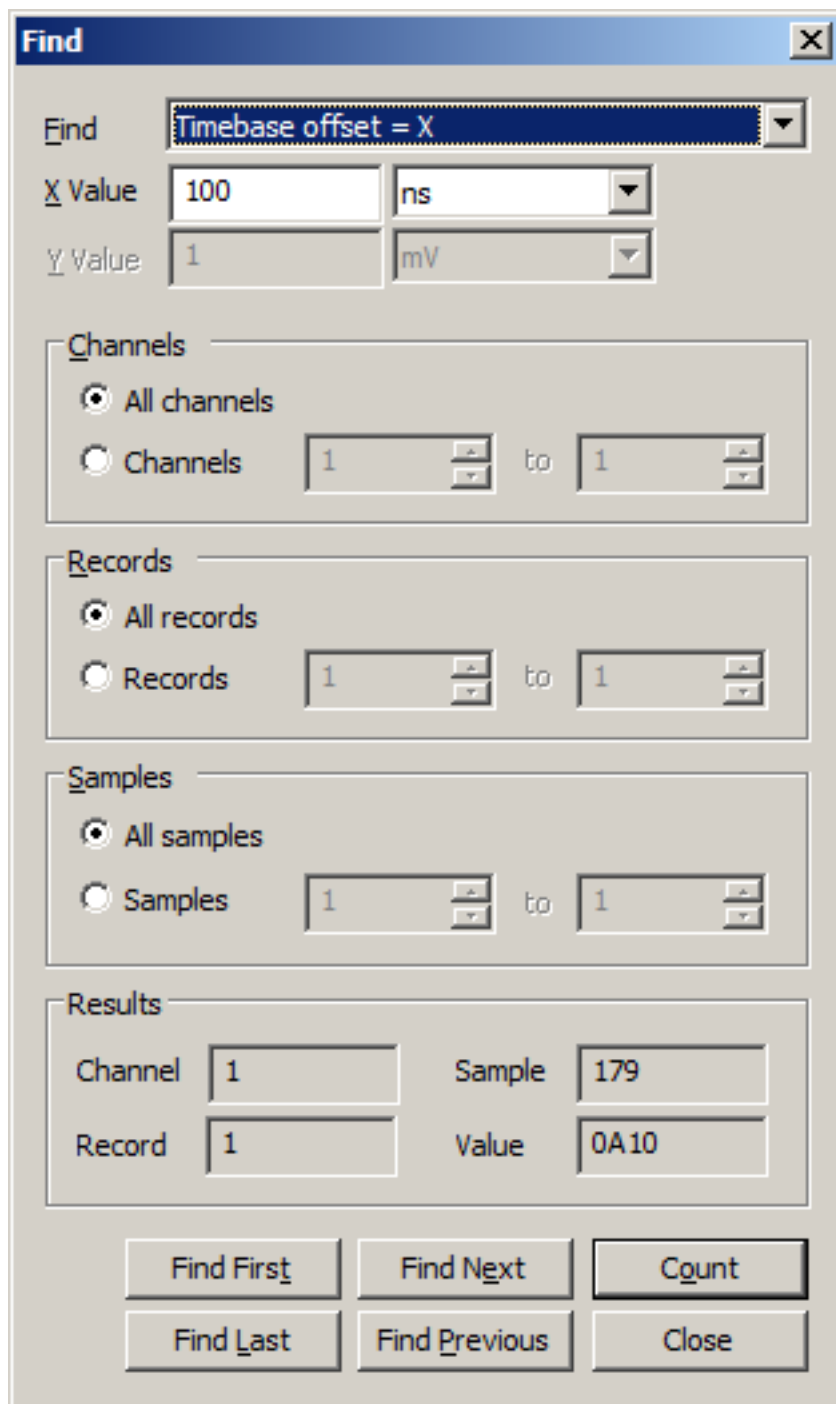 Find
Find Timebase offset = X
X Value 100 ns
Y Value 1 mV
Channels
All channels
Channels 1 to 1
Records
All records
Records 1 to 1
Samples
All samples
Samples 1 to 1
Results
Channel 1 Sample 179
Record 1 Value 0A10
Find First Find Next Count
Find Last Find Previous Close